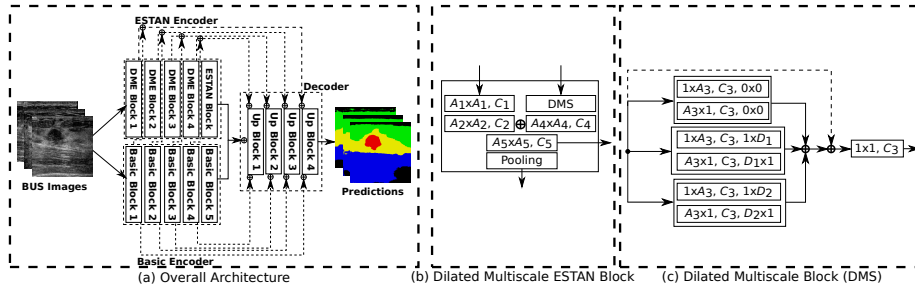 ESTAN Encoder
DME Block 1
DME Block 2
DME Block 3
DME Block 4
ESTAN Block
Decoder
Up Block 1
Up Block 2
Up Block 3
Up Block 4
BUS Images
Basic Block 1
Basic Block 2
Basic Block 3
Basic Block 4
Basic Block 5
Predictions
Basic Encoder
(a) Overall Architecture
A1xA1, C1
DMS
A2xA2, C2
A4xA4, C4
A5xA5, C5
Pooling
(b) Dilated Multiscale ESTAN Block
1xA3, C3, 0x0
A3x1, C3, 0x0
1xA3, C3, 1xD1
A3x1, C3, D1x1
1xA3, C3, 1xD2
A3x1, C3, D2x1
1x1, C3
(c) Dilated Multiscale Block (DMS)